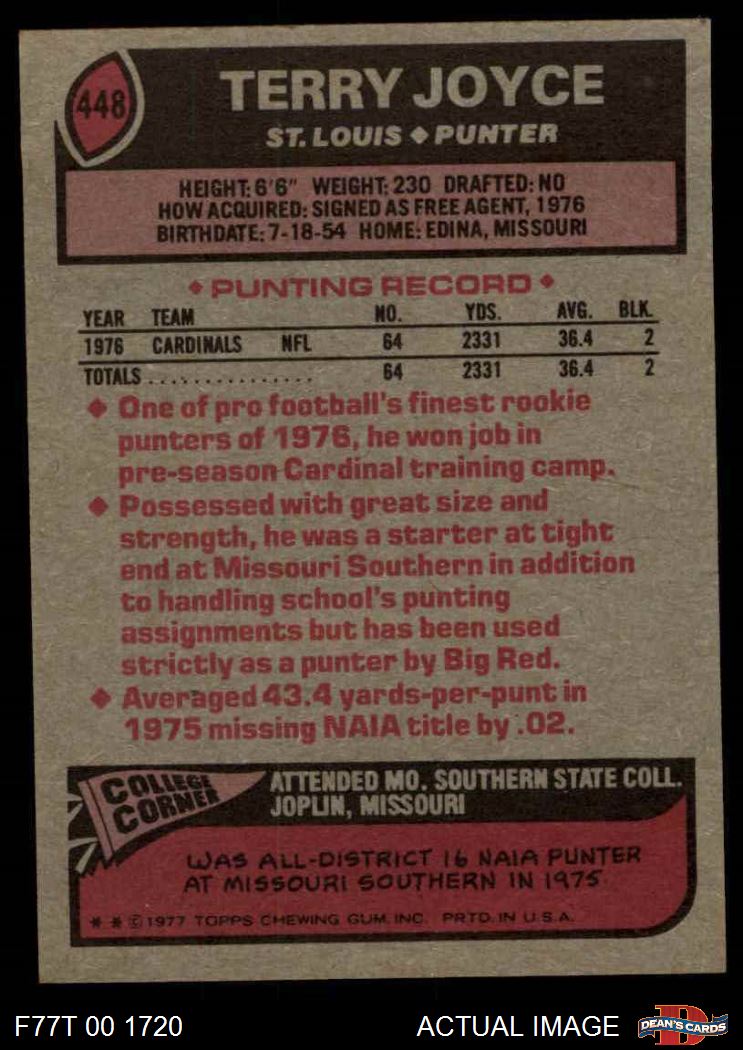 448
TERRY JOYCE
ST. LOUIS ♦ PUNTER
HEIGHT: 6'6" WEIGHT: 230 DRAFTED: NO
HOW ACQUIRED: SIGNED AS FREE AGENT, 1976
BIRTHDATE: 7-18-54 HOME: EDINA, MISSOURI
♦ PUNTING RECORD ♦
YEAR TEAM NO. YDS. AVG. BLK.
1976 CARDINALS NFL 64 2331 36.4 2
TOTALS ............... 64 2331 36.4 2
♦ One of pro football's finest rookie
punters of 1976, he won job in
pre-season Cardinal training camp.
♦ Possessed with great size and
strength, he was a starter at tight
end at Missouri Southern in addition
to handling school's punting
assignments but has been used
strictly as a punter by Big Red.
♦ Averaged 43.4 yards-per-punt in
1975 missing NAIA title by .02.
COLLEGE
CORNER
ATTENDED MO. SOUTHERN STATE COLL.
JOPLIN, MISSOURI
WAS ALL-DISTRICT 16 NAIA PUNTER
AT MISSOURI SOUTHERN IN 1975.
* * © 1977 TOPPS CHEWING GUM, INC. PRTD. IN U.S.A.
F77T 00 1720 ACTUAL IMAGE
D
DEAN'S CARDS